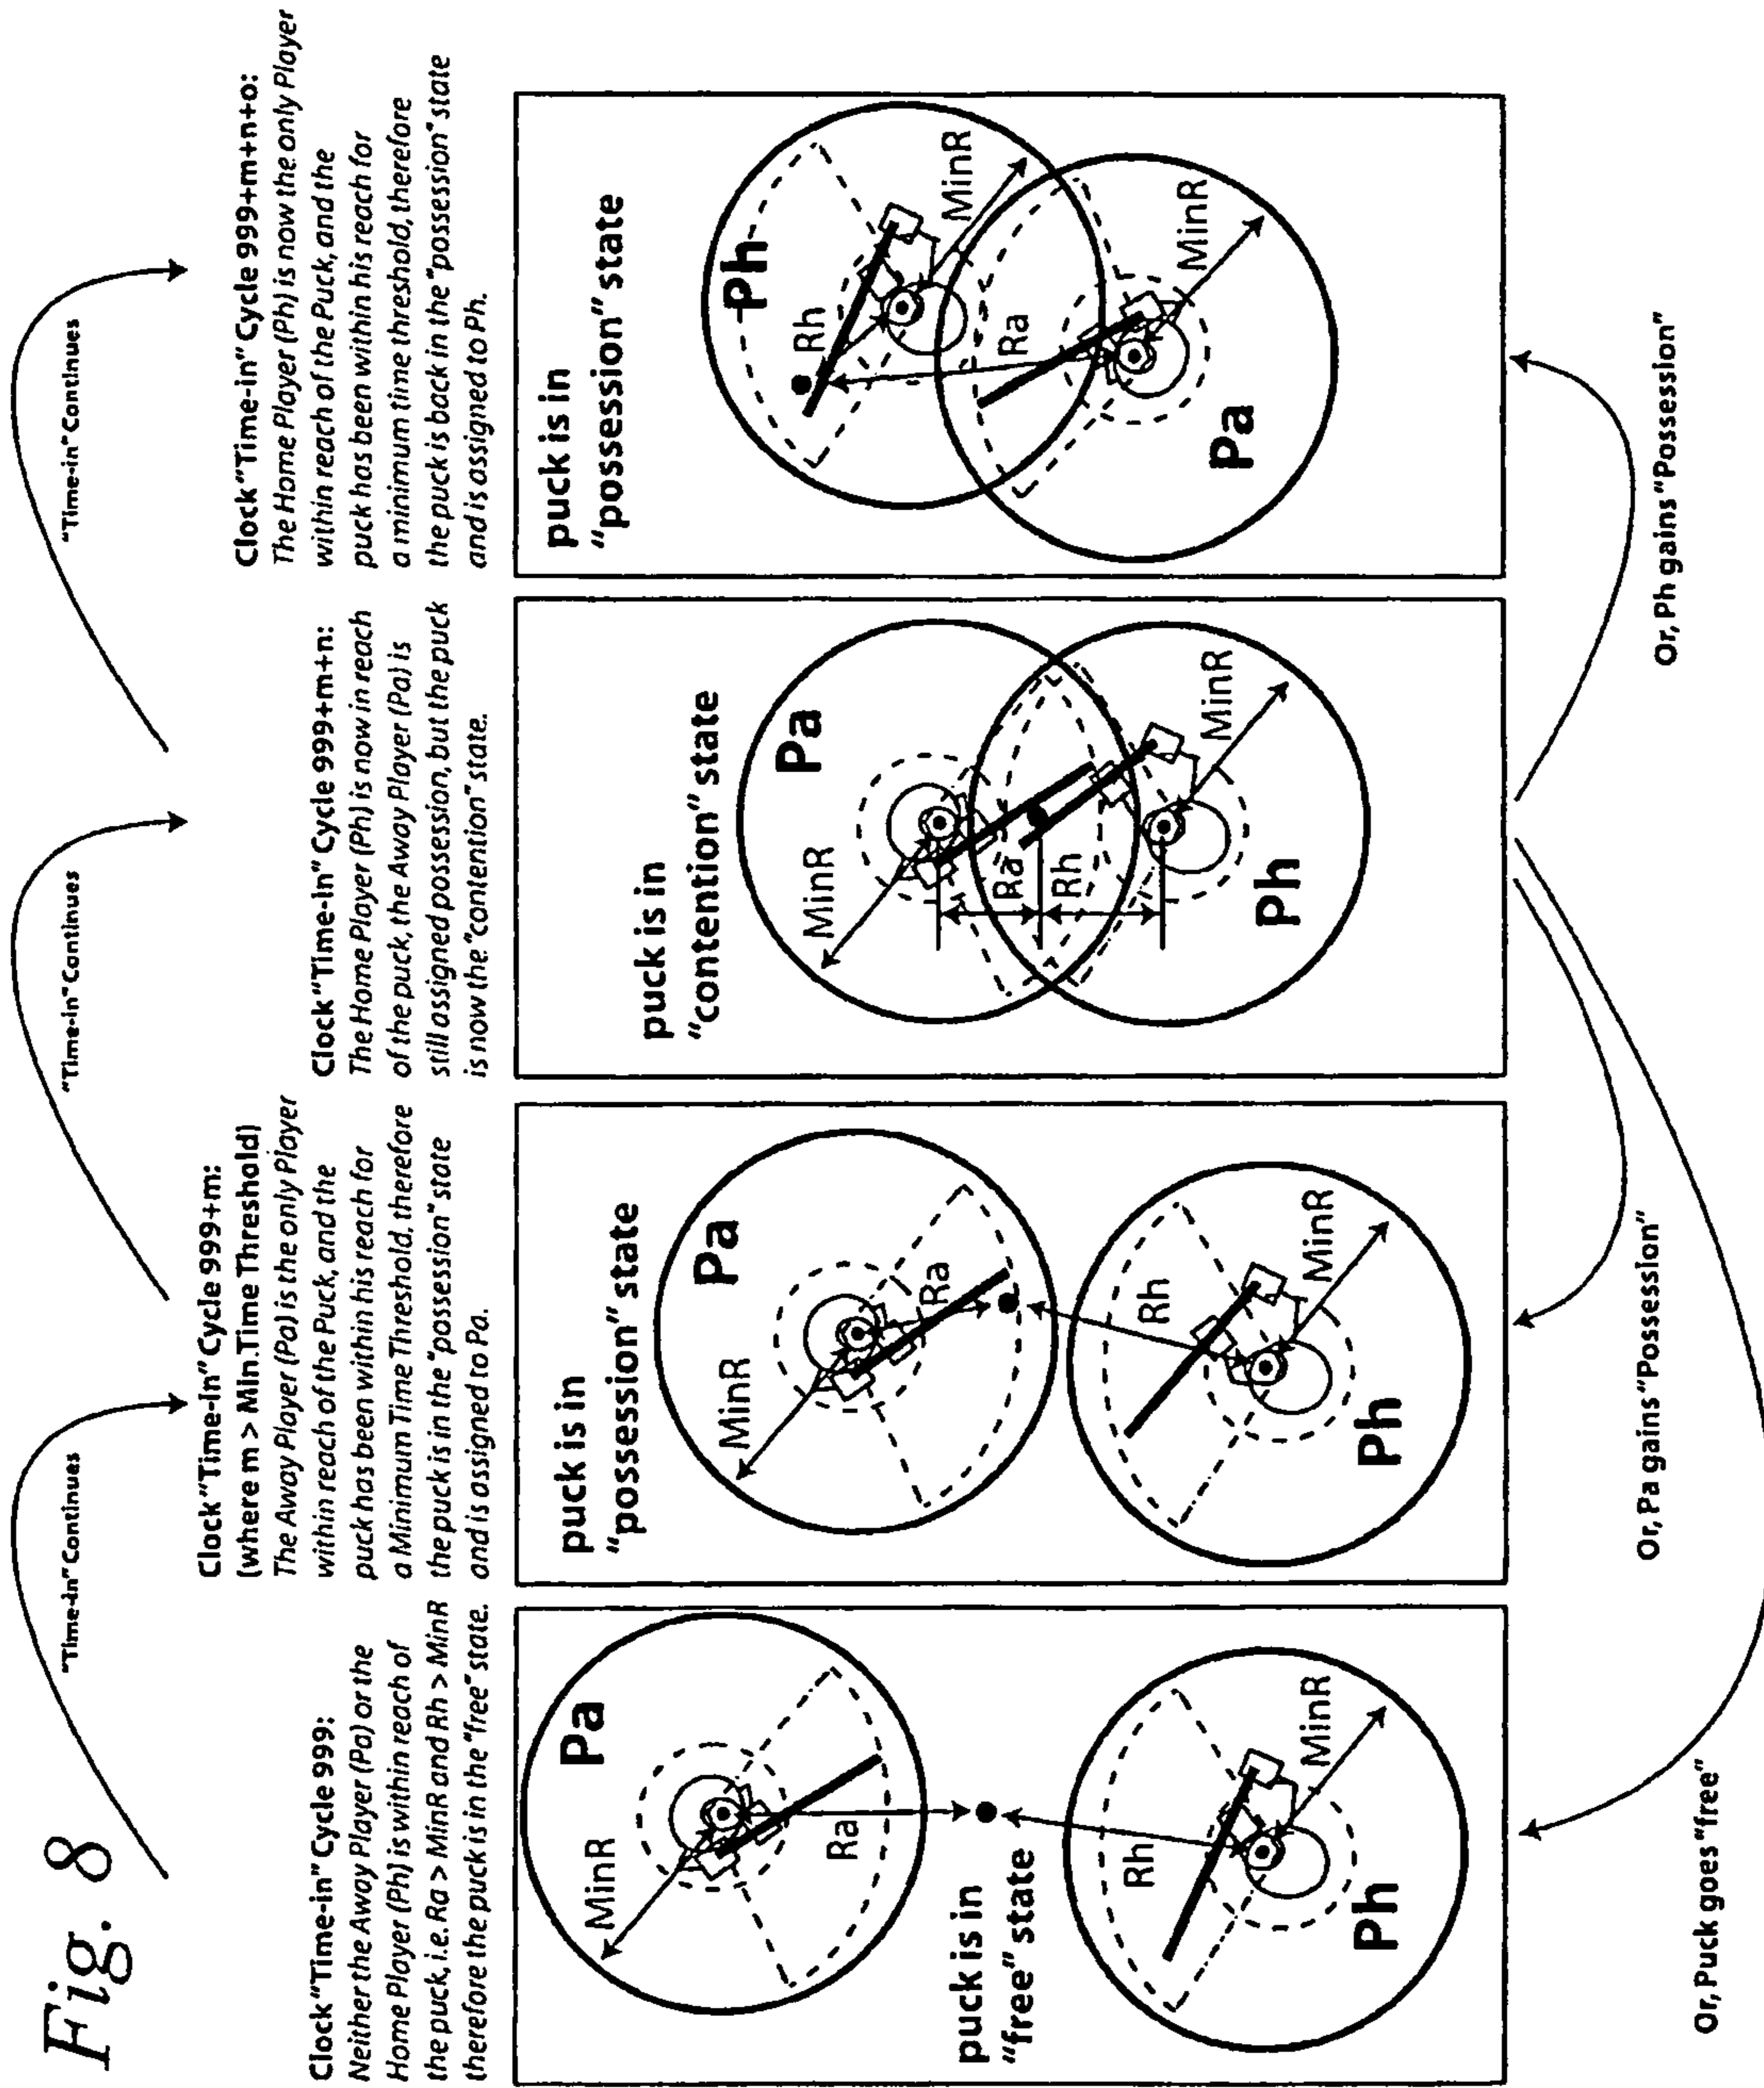 Fig. 8
"Time-in" Continues
"Time-in" Continues
"Time-in" Continues
Clock "Time-in" Cycle 999:
Neither the Away Player (Pa) or the
Home Player (Ph) is within reach of
the puck, i.e. Ra > MinR and Rh > MinR
therefore the puck is in the "free" state.
Pa
MinR
Ra
puck is in
"free" state
Rh
MinR
Ph
Clock "Time-in" Cycle 999+m:
(where m > Min.Time Threshold)
The Away Player (Pa) is the only Player
within reach of the Puck, and the
puck has been within his reach for
a Minimum Time Threshold, therefore
the puck is in the "possession" state
and is assigned to Pa.
puck is in
"possession" state
Pa
MinR
Ra
Rh
MinR
Ph
Clock "Time-in" Cycle 999+m+n:
The Home Player (Ph) is now in reach
of the puck, the Away Player (Pa) is
still assigned possession, but the puck
is now the "contention" state.
puck is in
"contention" state
Pa
MinR
Ra
Rh
MinR
Ph
Clock "Time-in" Cycle 999+m+n+o:
The Home Player (Ph) is now the only Player
within reach of the Puck, and the
puck has been within his reach for
a minimum time threshold, therefore
the puck is back in the "possession" state
and is assigned to Ph.
puck is in
"possession" state
Ph
Rh
MinR
Ra
MinR
Pa
Or, Puck goes "free"
Or, Pa gains "Possession"
Or, Ph gains "Possession"